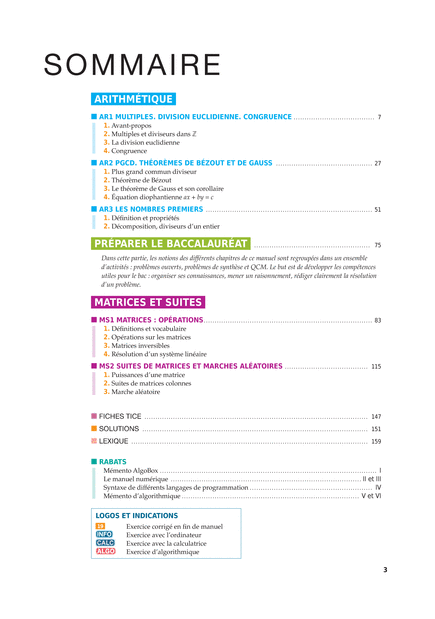 SOMMAIRE
ARITHMÉTIQUE
AR1 MULTIPLES. DIVISION EUCLIDIENNE. CONGRUENCE 7
1. Avant-propos
2. Multiples et diviseurs dans ℤ
3. La division euclidienne
4. Congruence
AR2 PGCD. THÉORÈMES DE BÉZOUT ET DE GAUSS 27
1. Plus grand commun diviseur
2. Théorème de Bézout
3. Le théorème de Gauss et son corollaire
4. Équation diophantienne ax + by = c
AR3 LES NOMBRES PREMIERS 51
1. Définition et propriétés
2. Décomposition, diviseurs d'un entier
PRÉPARER LE BACCALAURÉAT 75
Dans cette partie, les notions des différents chapitres de ce manuel sont regroupées dans un ensemble
d'activités : problèmes ouverts, problèmes de synthèse et QCM. Le but est de développer les compétences
utiles pour le bac : organiser ses connaissances, mener un raisonnement, rédiger clairement la résolution
d'un problème.
MATRICES ET SUITES
MS1 MATRICES : OPÉRATIONS 83
1. Définitions et vocabulaire
2. Opérations sur les matrices
3. Matrices inversibles
4. Résolution d'un système linéaire
MS2 SUITES DE MATRICES ET MARCHES ALÉATOIRES 115
1. Puissances d'une matrice
2. Suites de matrices colonnes
3. Marche aléatoire
FICHES TICE 147
SOLUTIONS 151
LEXIQUE 159
RABATS
Mémento AlgoBox I
Le manuel numérique II et III
Syntaxe de différents langages de programmation IV
Mémento d'algorithmique V et VI
LOGOS ET INDICATIONS
Exercice corrigé en fin de manuel
INFO Exercice avec l'ordinateur
CALC Exercice avec la calculatrice
ALGO Exercice d'algorithmique
3